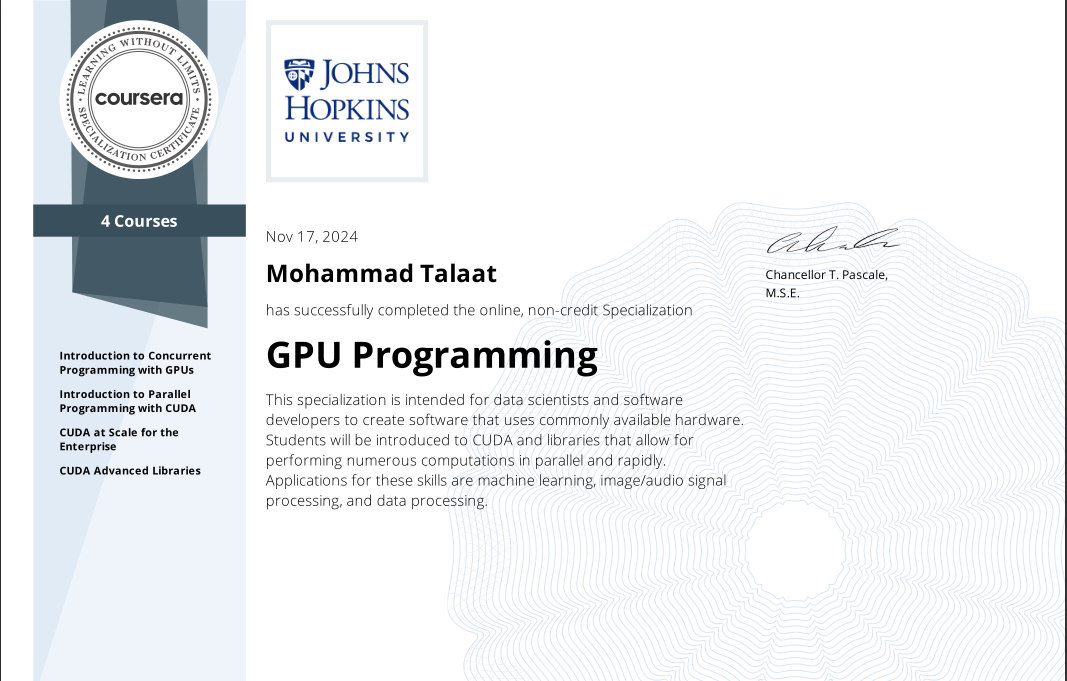 LEARNING WITHOUT LIMITS
coursera
SPECIALIZATION CERTIFICATE
JOHNS
HOPKINS
UNIVERSITY
4 Courses
Introduction to Concurrent
Programming with GPUs
Introduction to Parallel
Programming with CUDA
CUDA at Scale for the
Enterprise
CUDA Advanced Libraries
Nov 17, 2024
Mohammad Talaat
has successfully completed the online, non-credit Specialization
GPU Programming
This specialization is intended for data scientists and software
developers to create software that uses commonly available hardware.
Students will be introduced to CUDA and libraries that allow for
performing numerous computations in parallel and rapidly.
Applications for these skills are machine learning, image/audio signal
processing, and data processing.
Chancellor T. Pascale,
M.S.E.